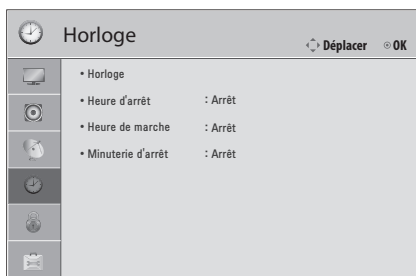 Horloge
Déplacer OK
• Horloge
• Heure d'arrêt : Arrêt
• Heure de marche : Arrêt
• Minuterie d'arrêt : Arrêt